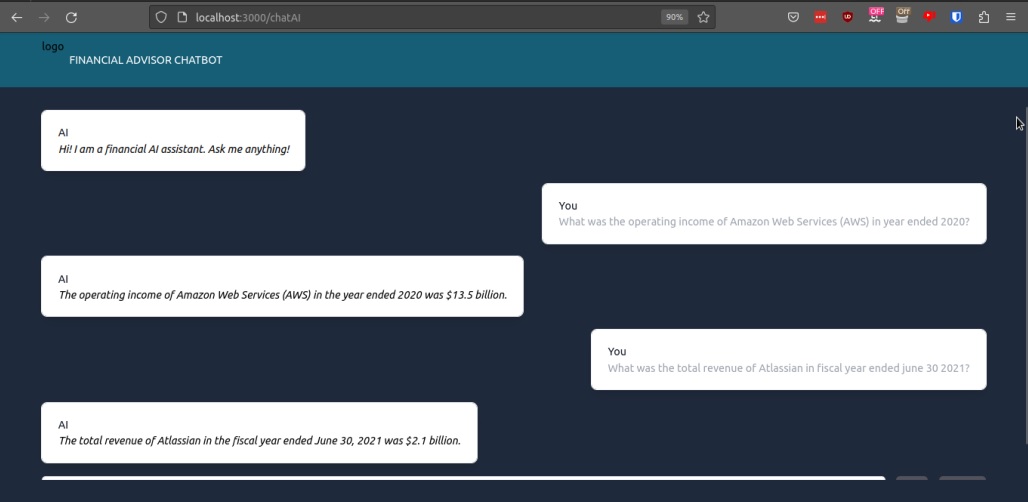 localhost:3000/chatAI
90%
OFF
Off
logo
FINANCIAL ADVISOR CHATBOT
AI
Hi! I am a financial AI assistant. Ask me anything!
You
What was the operating income of Amazon Web Services (AWS) in year ended 2020?
AI
The operating income of Amazon Web Services (AWS) in the year ended 2020 was $13.5 billion.
You
What was the total revenue of Atlassian in fiscal year ended june 30 2021?
AI
The total revenue of Atlassian in the fiscal year ended June 30, 2021 was $2.1 billion.